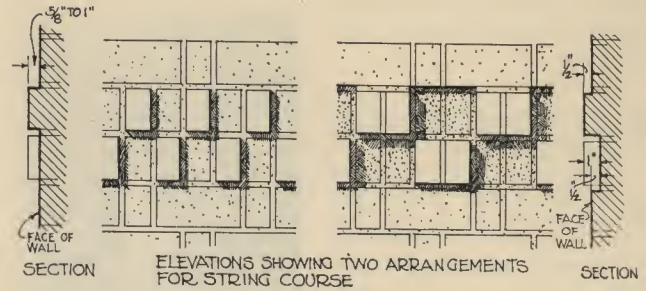 5/8" TO 1"
1/2"
1"
1/2"
FACE OF
WALL
FACE OF
WALL
SECTION
ELEVATIONS SHOWING TWO ARRANGEMENTS
FOR STRING COURSE
SECTION